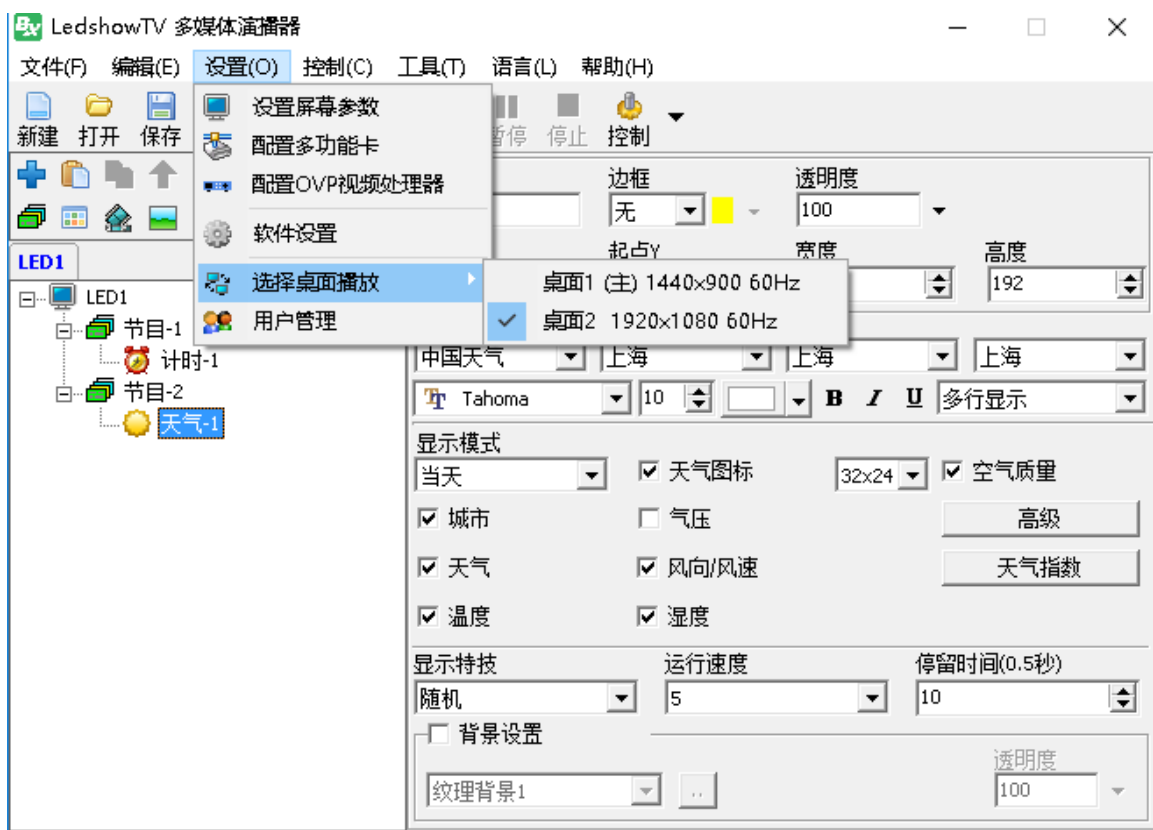 LedshowTV 多媒体演播器
文件(F) 编辑(E) 设置(O) 控制(C) 工具(T) 语言(L) 帮助(H)
新建 打开 保存 暂停 停止 控制
设置屏幕参数
配置多功能卡
配置OVP视频处理器
软件设置
选择桌面播放
用户管理
桌面1 (主) 1440×900 60Hz
桌面2 1920×1080 60Hz
边框 透明度
无 100
起点Y 宽度 高度
192
LED1
LED1
节目-1
计时-1
节目-2
天气-1
中国天气 上海 上海 上海
Tahoma 10 B I U 多行显示
显示模式
当天 天气图标 32x24 空气质量
城市 气压 高级
天气 风向/风速 天气指数
温度 湿度
显示特技 运行速度 停留时间(0.5秒)
随机 5 10
背景设置
透明度
纹理背景1 .. 100